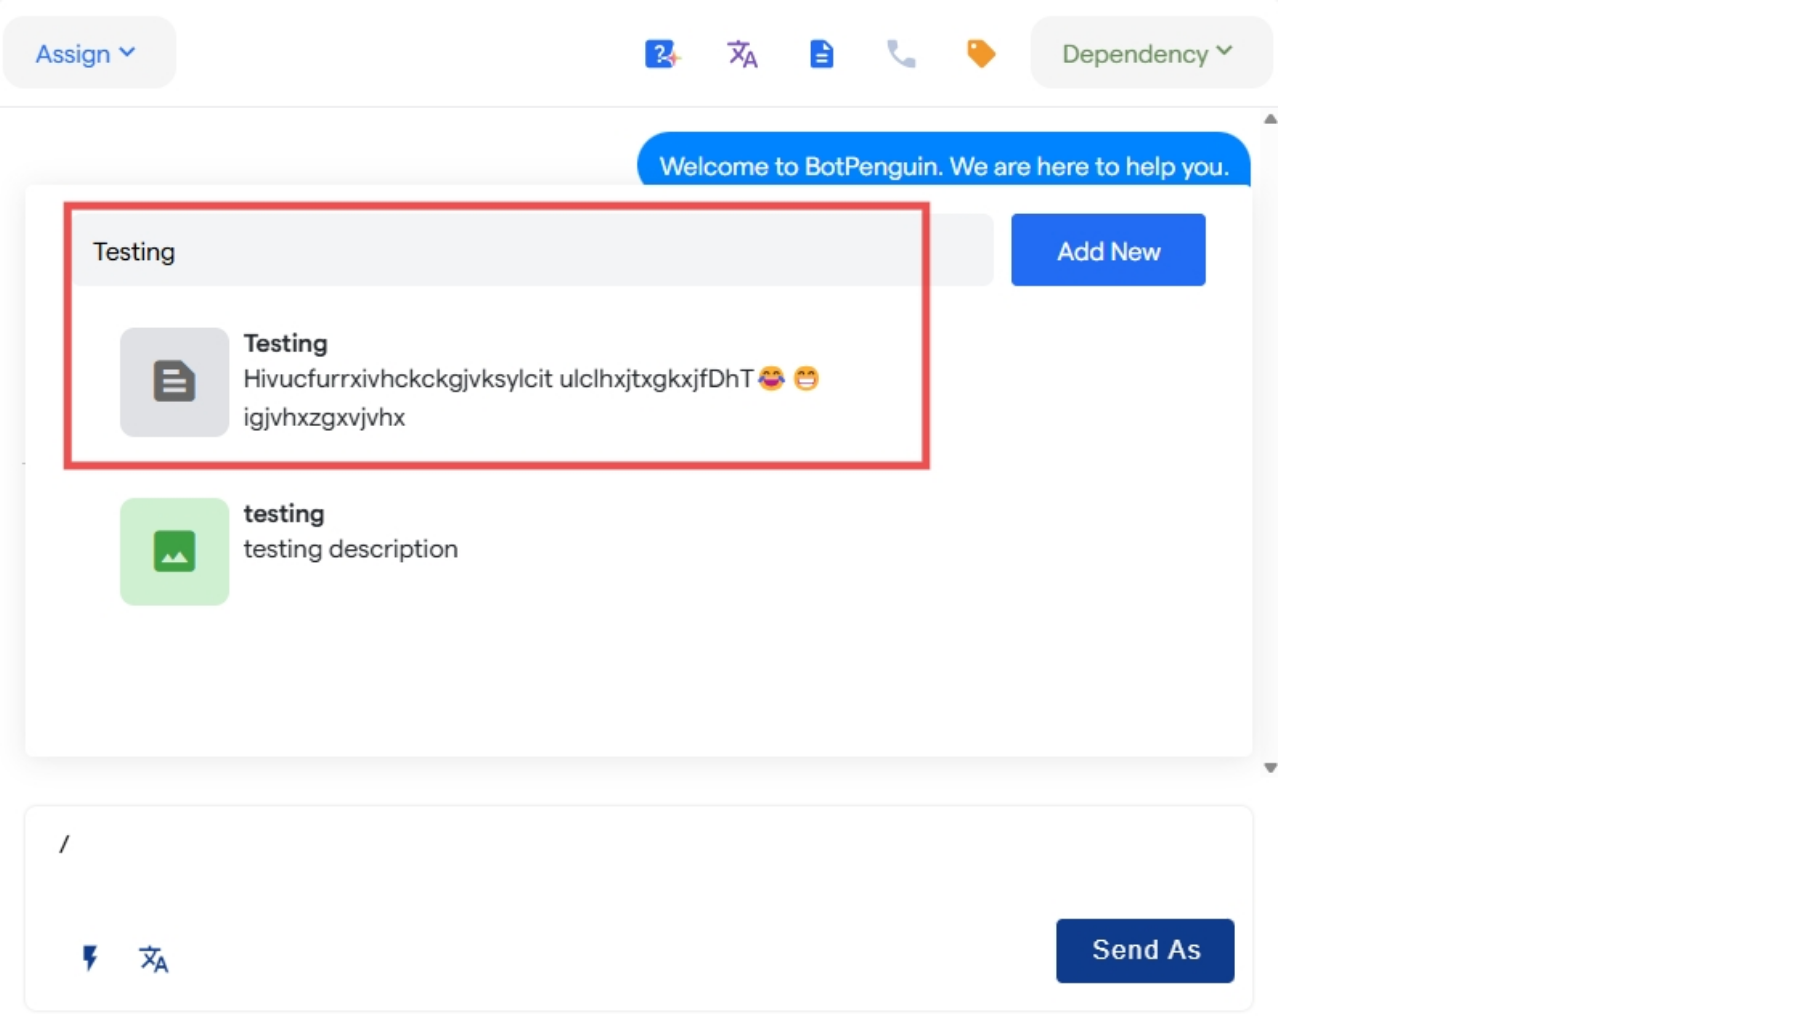 Assign
Dependency
Welcome to BotPenguin. We are here to help you.
Testing
Add New
Testing
Hivucfurrxivhckckgjvksylcit ulclhxjtxgkxjfDhT😂 😁
igjvhxzgxvjvhx
testing
testing description
/
Send As